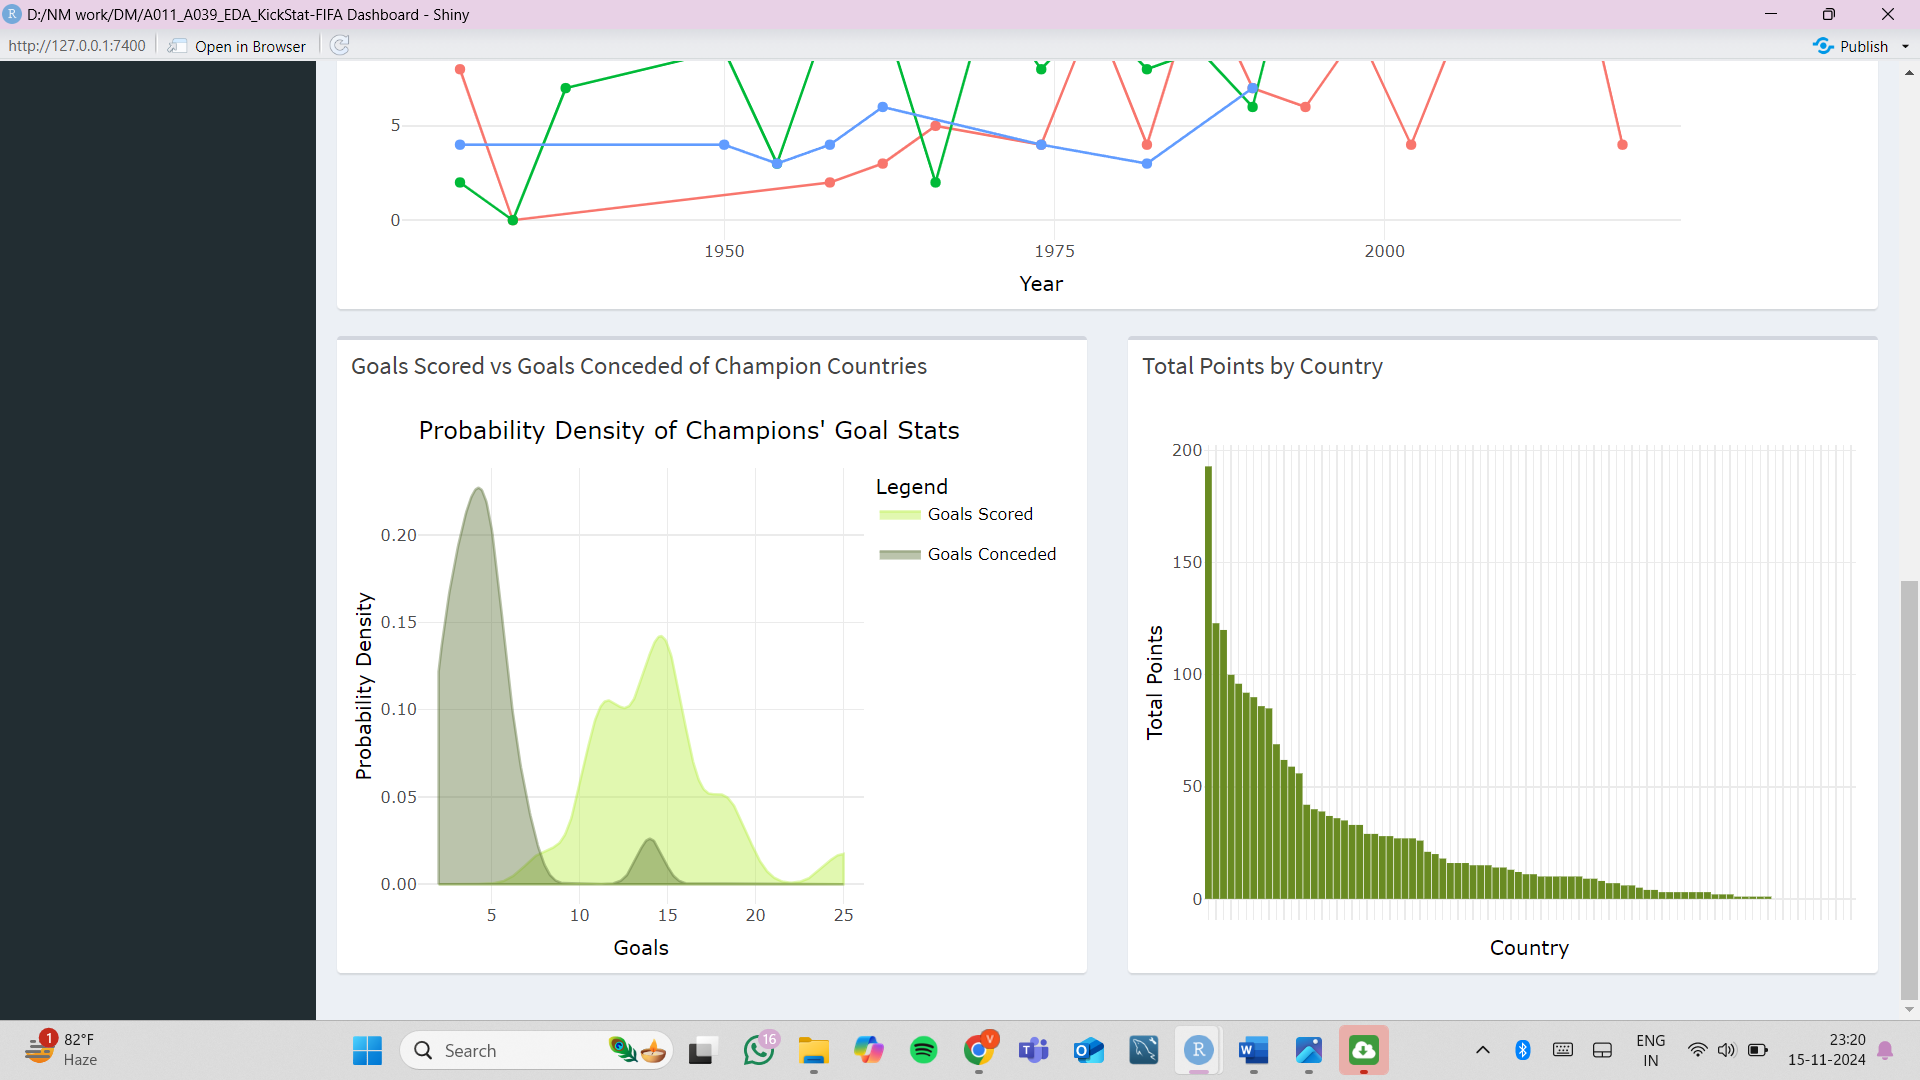 D:/NM work/DM/A011_A039_EDA_KickStat-FIFA Dashboard - Shiny
http://127.0.0.1:7400
Open in Browser
Publish
5
0
1950
1975
2000
Year
Goals Scored vs Goals Conceded of Champion Countries
Probability Density of Champions' Goal Stats
Probability Density
0.20
0.15
0.10
0.05
0.00
5
10
15
20
25
Goals
Legend
Goals Scored
Goals Conceded
Total Points by Country
Total Points
200
150
100
50
0
Country
1
82°F
Haze
Search
16
V
ENG
IN
23:20
15-11-2024